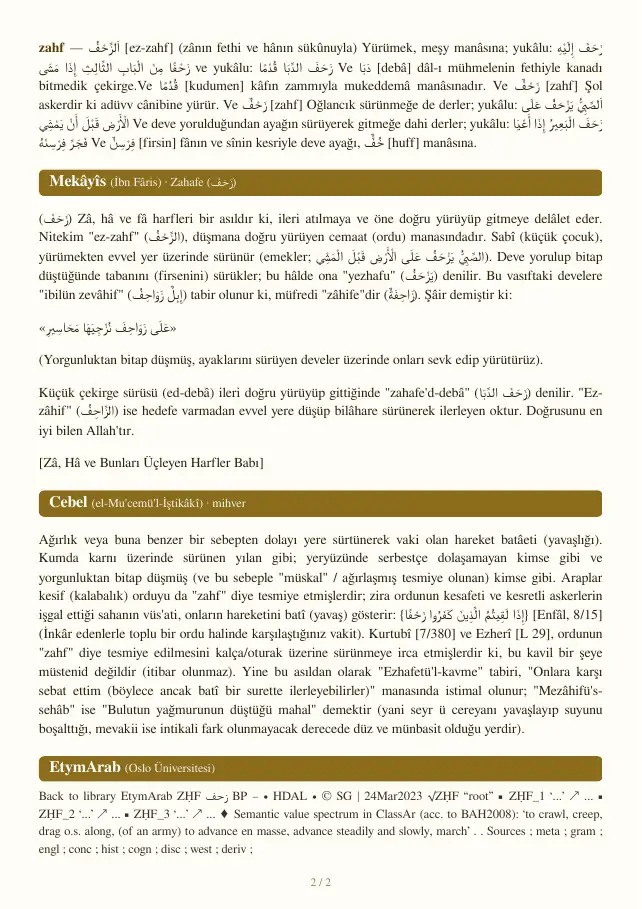 zahf — اَلزَّحْفُ [ez-zahf] (zânın fethi ve hânın sükûnuyla) Yürümek, meşy manâsına; yukâlu: زَحَفَ إِلَيْهِ
زَحْفًا مِنَ الْبَابِ الثَّالِثِ إِذَا مَشَى ve yukâlu: زَحَفَ الدَّبَا قُدُمًا Ve دَبَا [debâ] dâl-ı mühmelenin fethiyle kanadı
bitmedik çekirge.Ve قُدُمًا [kudumen] kâfın zammıyla mukeddemâ manâsınadır. Ve زَحْفٌ [zahf] Şol
askerdir ki adüvv cânibine yürür. Ve زَحْفٌ [zahf] Oğlancık sürünmeğe de derler; yukâlu: اَلصَّبِيُّ يَزْحَفُ عَلَى
الْأَرْضِ قَبْلَ أَنْ يَمْشِيَ Ve deve yorulduğundan ayağın sürüyerek gitmeğe dahi derler; yukâlu: زَحَفَ الْبَعِيرُ إِذَا أَعْيَا
فَجَرَّ فِرْسِنَهُ Ve فِرْسِنٌ [firsin] fânın ve sînin kesriyle deve ayağı, خُفٌّ [huff] manâsına.
Mekâyîs (İbn Fâris) · Zahafe (زَحَفَ)
(زَحَفَ) Zâ, hâ ve fâ harfleri bir asıldır ki, ileri atılmaya ve öne doğru yürüyüp gitmeye delâlet eder.
Nitekim "ez-zahf" (الزَّحْفُ), düşmana doğru yürüyen cemaat (ordu) manasındadır. Sabî (küçük çocuk),
yürümekten evvel yer üzerinde sürünür (emekler; الصَّبِيُّ يَزْحَفُ عَلَى الْأَرْضِ قَبْلَ الْمَشْيِ). Deve yorulup bitap
düştüğünde tabanını (firsenini) sürükler; bu hâlde ona "yezhafu" (يَزْحَفُ) denilir. Bu vasıftaki develere
"ibilün zevâhif" (إِبِلٌ زَوَاحِفُ) tabir olunur ki, müfredi "zâhife"dir (زَاحِفَةٌ). Şâir demiştir ki:
«عَلَى زَوَاحِفَ نُزْجِيَهَا مَحَاسِيرِ»
(Yorgunluktan bitap düşmüş, ayaklarını sürüyen develer üzerinde onları sevk edip yürütürüz).
Küçük çekirge sürüsü (ed-debâ) ileri doğru yürüyüp gittiğinde "zahafe'd-debâ" (زَحَفَ الدَّبَا) denilir. "Ez-
zâhif" (الزَّاحِفُ) ise hedefe varmadan evvel yere düşüp bilâhare sürünerek ilerleyen oktur. Doğrusunu en
iyi bilen Allah'tır.
[Zâ, Hâ ve Bunları Üçleyen Harfler Babı]
Cebel (el-Mu'cemü'l-İştikâkî) · mihver
Ağırlık veya buna benzer bir sebepten dolayı yere sürtünerek vaki olan hareket batâeti (yavaşlığı).
Kumda karnı üzerinde sürünen yılan gibi; yeryüzünde serbestçe dolaşamayan kimse gibi ve
yorgunluktan bitap düşmüş (ve bu sebeple "müskal" / ağırlaşmış tesmiye olunan) kimse gibi. Araplar
kesif (kalabalık) orduyu da "zahf" diye tesmiye etmişlerdir; zira ordunun kesafeti ve kesretli askerlerin
işgal ettiği sahanın vüs'ati, onların hareketini batî (yavaş) gösterir: {إِذَا لَقِيتُمُ الَّذِينَ كَفَرُوا زَحْفًا} [Enfâl, 8/15]
(İnkâr edenlerle toplu bir ordu halinde karşılaştığınız vakit). Kurtubî [7/380] ve Ezherî [L 29], ordunun
"zahf" diye tesmiye edilmesini kalça/oturak üzerine sürünmeye irca etmişlerdir ki, bu kavil bir şeye
müstenid değildir (itibar olunmaz). Yine bu asıldan olarak "Ezhafetü'l-kavme" tabiri, "Onlara karşı
sebat ettim (böylece ancak batî bir surette ilerleyebilirler)" manasında istimal olunur; "Mezâhifü's-
sehâb" ise "Bulutun yağmurunun düştüğü mahal" demektir (yani seyr ü cereyanı yavaşlayıp suyunu
boşalttığı, mevakii ise intikali fark olunmayacak derecede düz ve münbasit olduğu yerdir).
EtymArab (Oslo Üniversitesi)
Back to library EtymArab ZḤF زحف BP – • HDAL • © SG | 24Mar2023 √ZḤF “root” ▪ ZḤF_1 ‘...’ ↗ ... ▪
ZḤF_2 ‘...’ ↗ ... ▪ ZḤF_3 ‘...’ ↗ ... ♦ Semantic value spectrum in ClassAr (acc. to BAH2008): ‘to crawl, creep,
drag o.s. along, (of an army) to advance en masse, advance steadily and slowly, march’ . . Sources ; meta ; gram ;
engl ; conc ; hist ; cogn ; disc ; west ; deriv ;
2 / 2